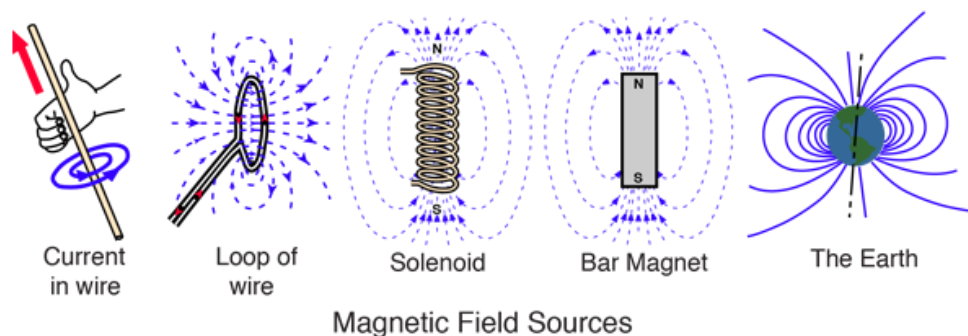 N
S
N
S
Current
in wire
Loop of
wire
Solenoid
Bar Magnet
The Earth
Magnetic Field Sources